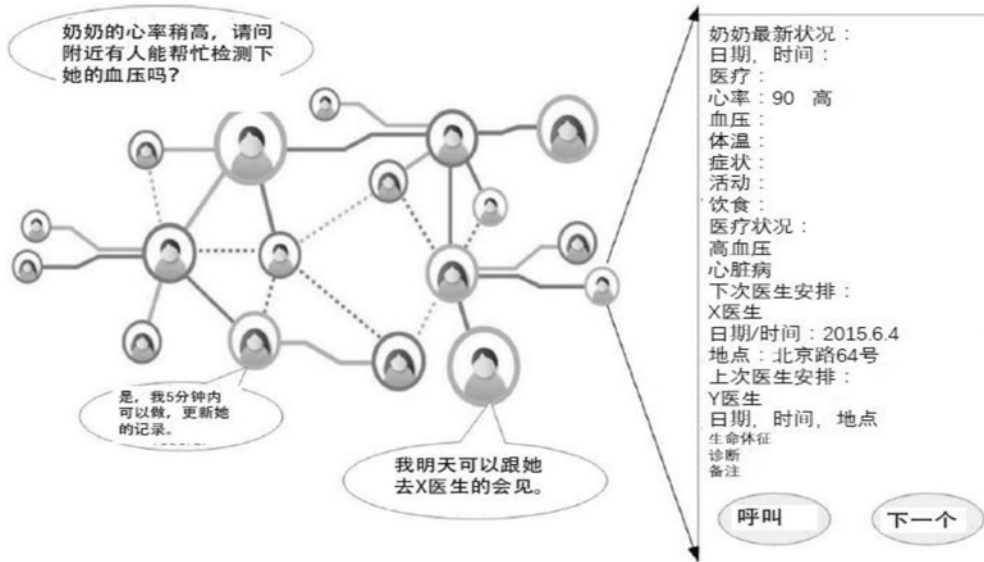 奶奶的心率稍高，请问
附近有人能帮忙检测下
她的血压吗?
是，我5分钟内
可以做，更新她
的记录。
我明天可以跟她
去X医生的会见。
奶奶最新状况：
日期，时间：
医疗：
心率：90 高
血压：
体温：
症状：
活动：
饮食：
医疗状况：
高血压
心脏病
下次医生安排：
X医生
日期/时间：2015.6.4
地点：北京路64号
上次医生安排：
Y医生
日期，时间，地点
生命体征
诊断
备注
呼叫
下一个